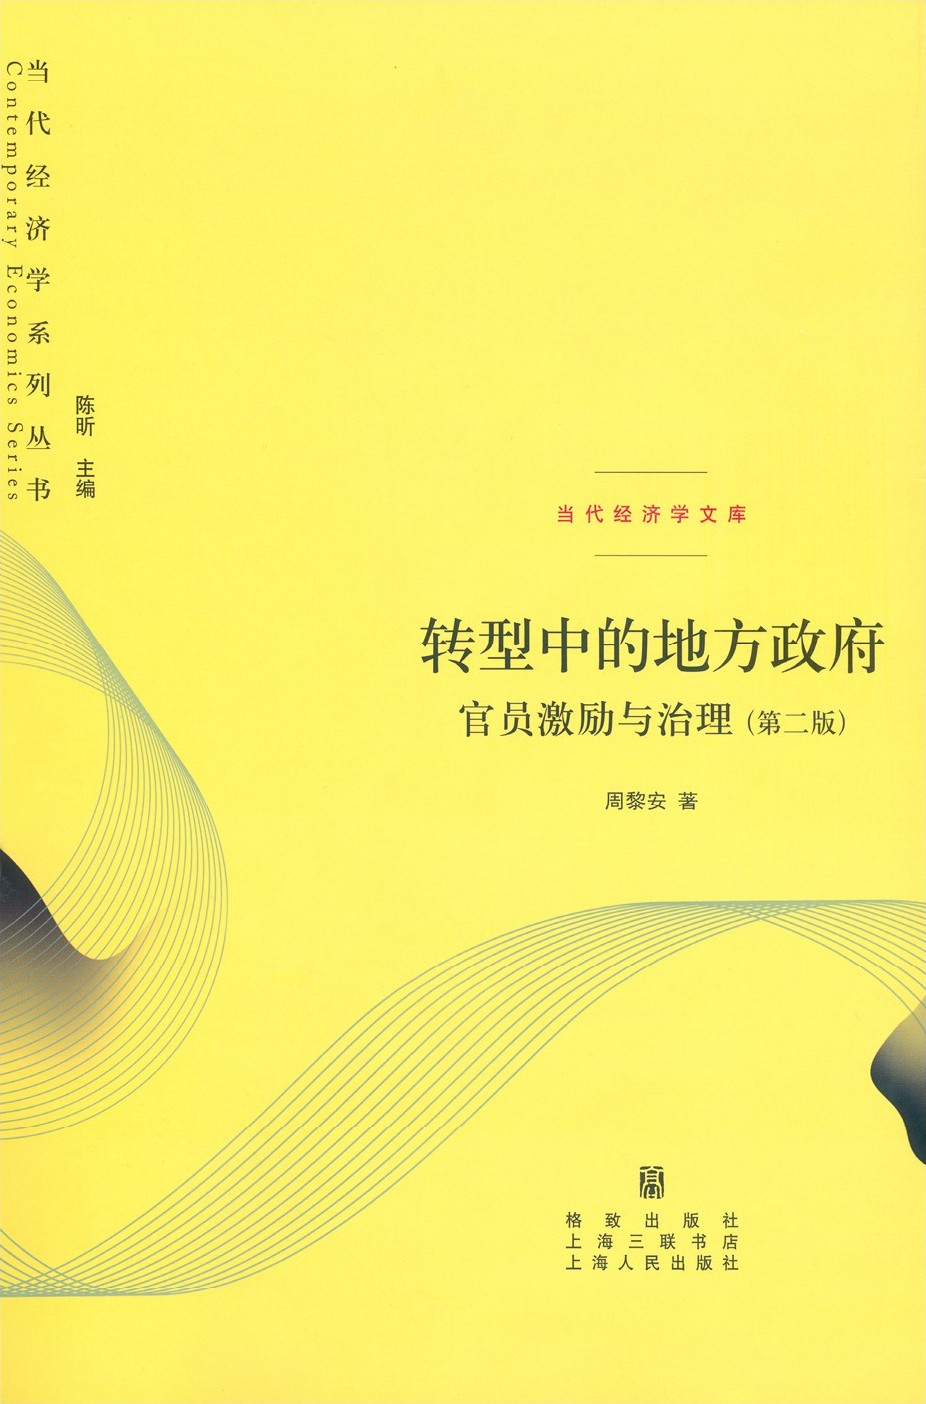 当代经济学系列丛书
Contemporary Economics Series
陈昕 主编
当代经济学文库
转型中的地方政府
官员激励与治理(第二版)
周黎安 著
格致出版社
上海三联书店
上海人民出版社